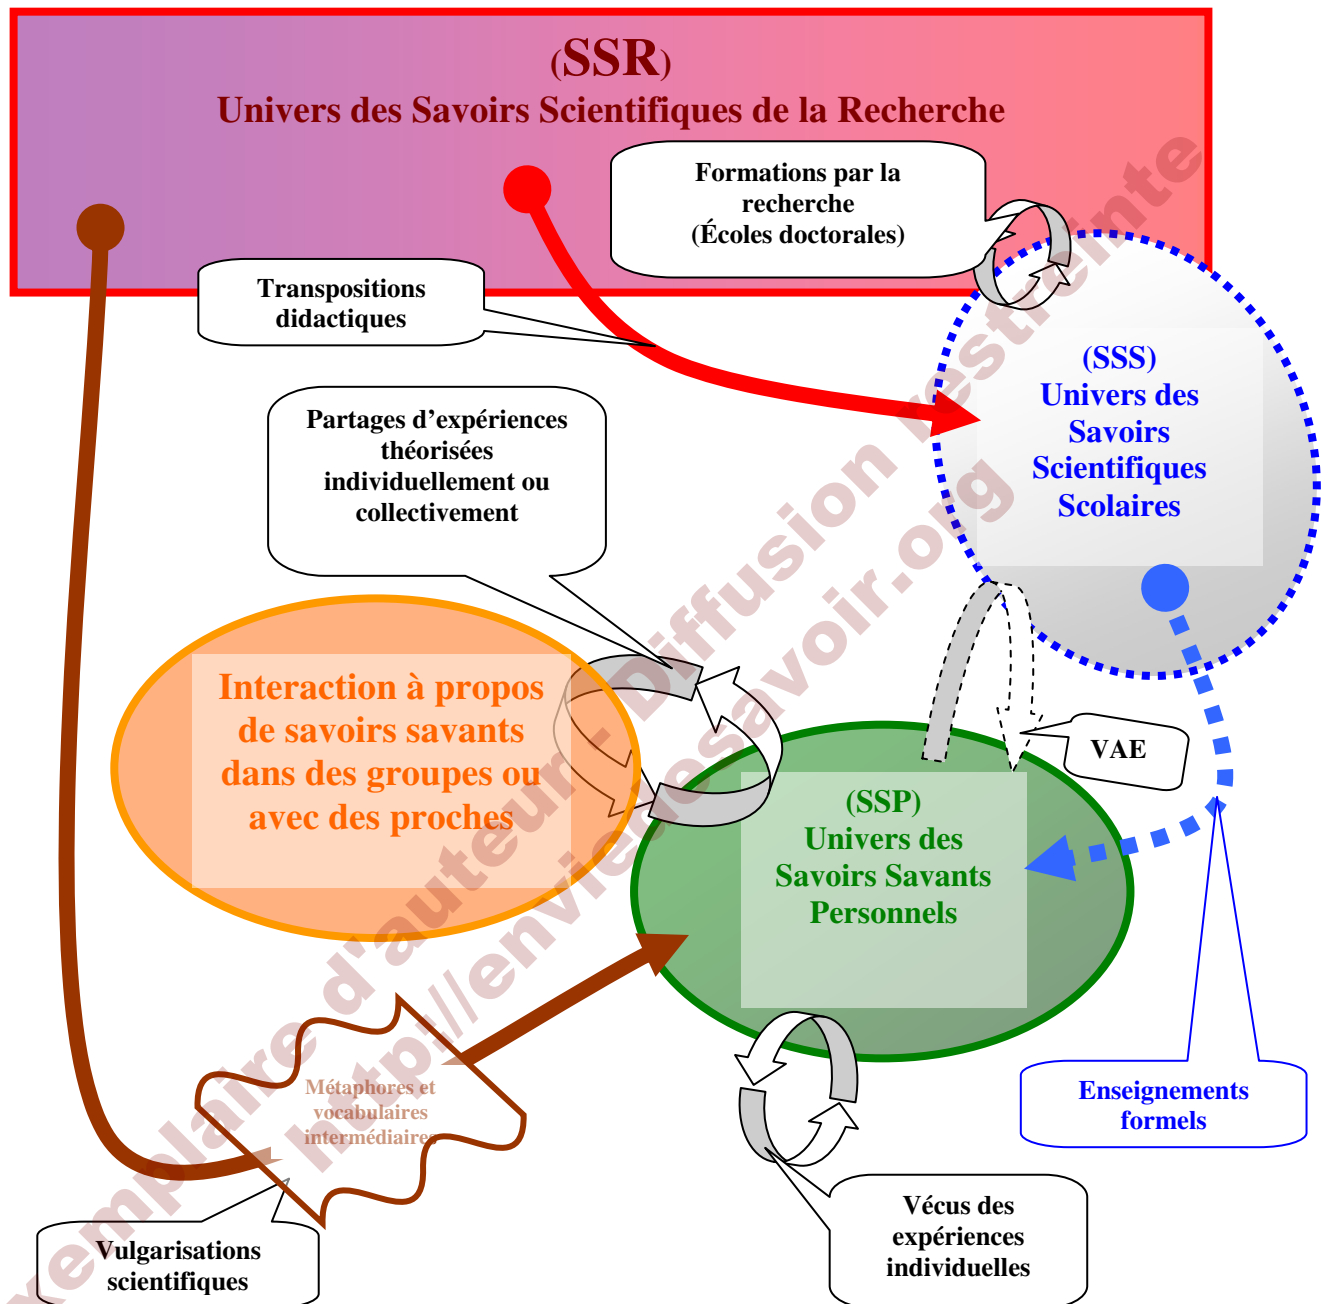 (SSR)
Univers des Savoirs Scientifiques de la Recherche
Formations par la
recherche
(Écoles doctorales)
Transpositions
didactiques
(SSS)
Univers des
Savoirs
Scientifiques
Scolaires
Partages d’expériences
théorisées
individuellement ou
collectivement
Interaction à propos
de savoirs savants
dans des groupes ou
avec des proches
VAE
(SSP)
Univers des
Savoirs Savants
Personnels
Métaphores et
vocabulaires
intermédiaires
Enseignements
formels
Vécus des
expériences
individuelles
Vulgarisations
scientifiques
xemplaire d'auteur - Diffusion restreinte
http://enviedesavoir.org